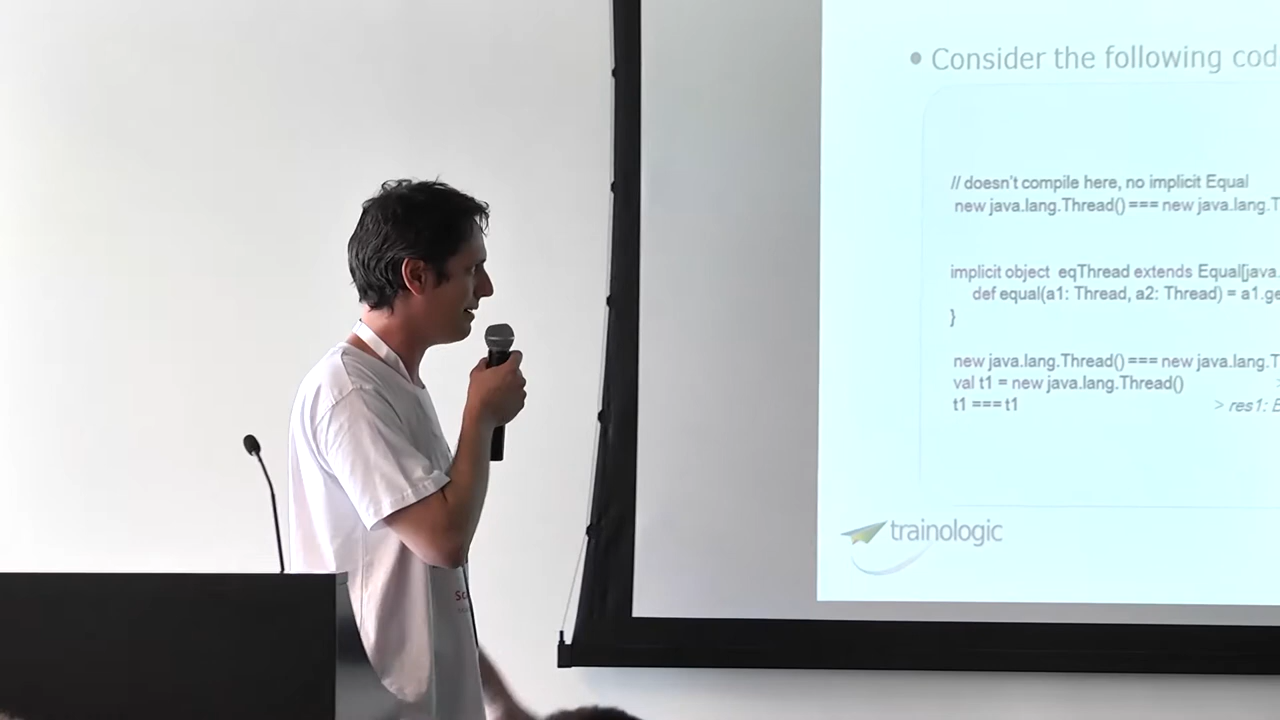 • Consider the following cod
// doesn't compile here, no implicit Equal
new java.lang.Thread() === new java.lang.T
implicit object eqThread extends Equal[java.
def equal(a1: Thread, a2: Thread) = a1.ge
}
new java.lang.Thread() === new java.lang.T
val t1 = new java.lang.Thread() >
t1 === t1 > res1: E
trainologic